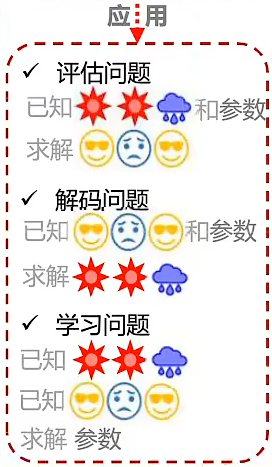 应用
✓ 评估问题
已知 和参数
求解
✓ 解码问题
已知 和参数
求解
✓ 学习问题
已知
已知
求解 参数